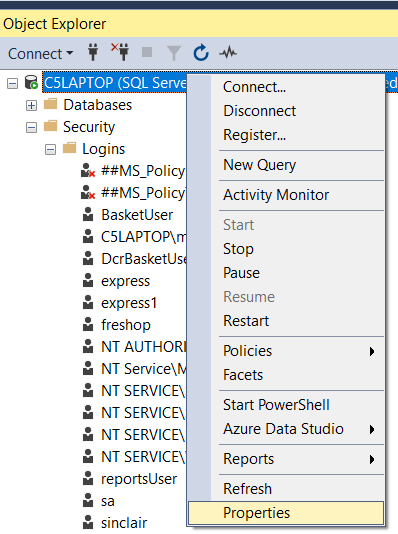 Object Explorer
Connect
C5LAPTOP (SQL Serve
Databases
Security
Logins
##MS_Policy
##MS_Policy
BasketUser
C5LAPTOP\m
DcrBasketUse
express
express1
freshop
NT AUTHORI
NT Service\M
NT SERVICE\
NT SERVICE\
NT SERVICE\
NT SERVICE\
reportsUser
sa
sinclair
Connect...
Disconnect
Register...
New Query
Activity Monitor
Start
Stop
Pause
Resume
Restart
Policies
Facets
Start PowerShell
Azure Data Studio
Reports
Refresh
Properties